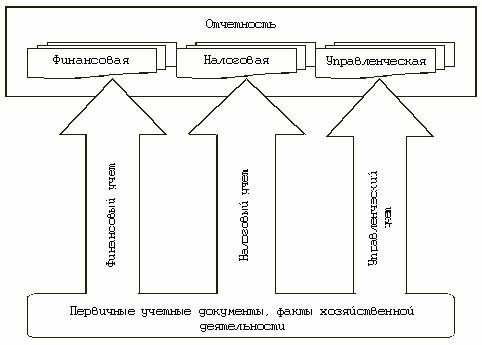 Отчетность
Финансовая
Налоговая
Управленческая
Финансовый учет
Налоговый учет
Управленческий
учет
Первичные учетные документы, факты хозяйственной
деятельности